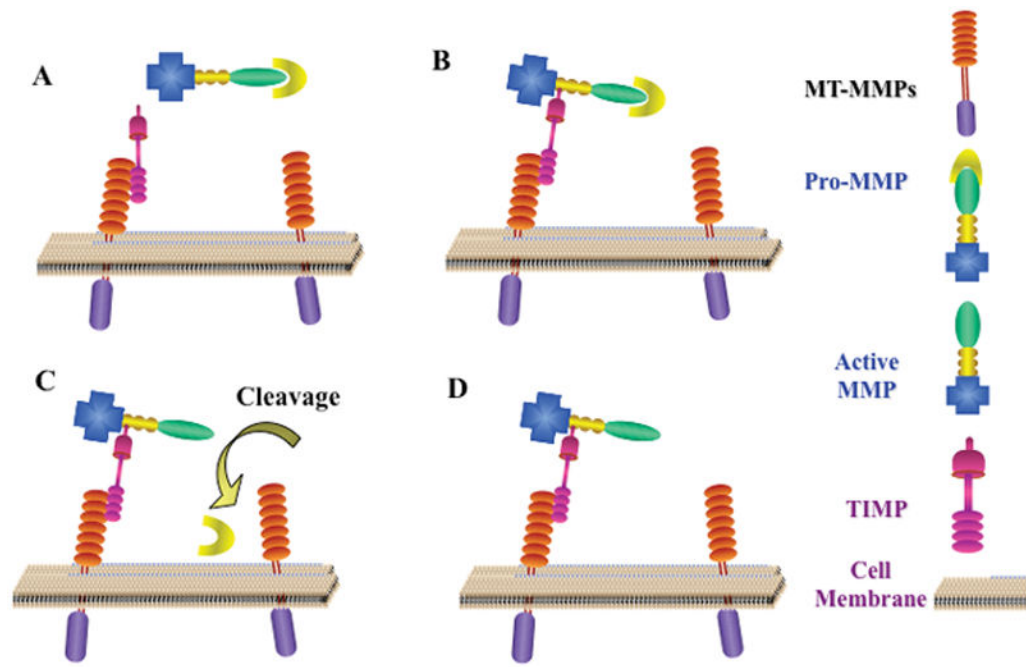 A
B
MT-MMPs
Pro-MMP
C
Cleavage
D
Active
MMP
TIMP
Cell
Membrane